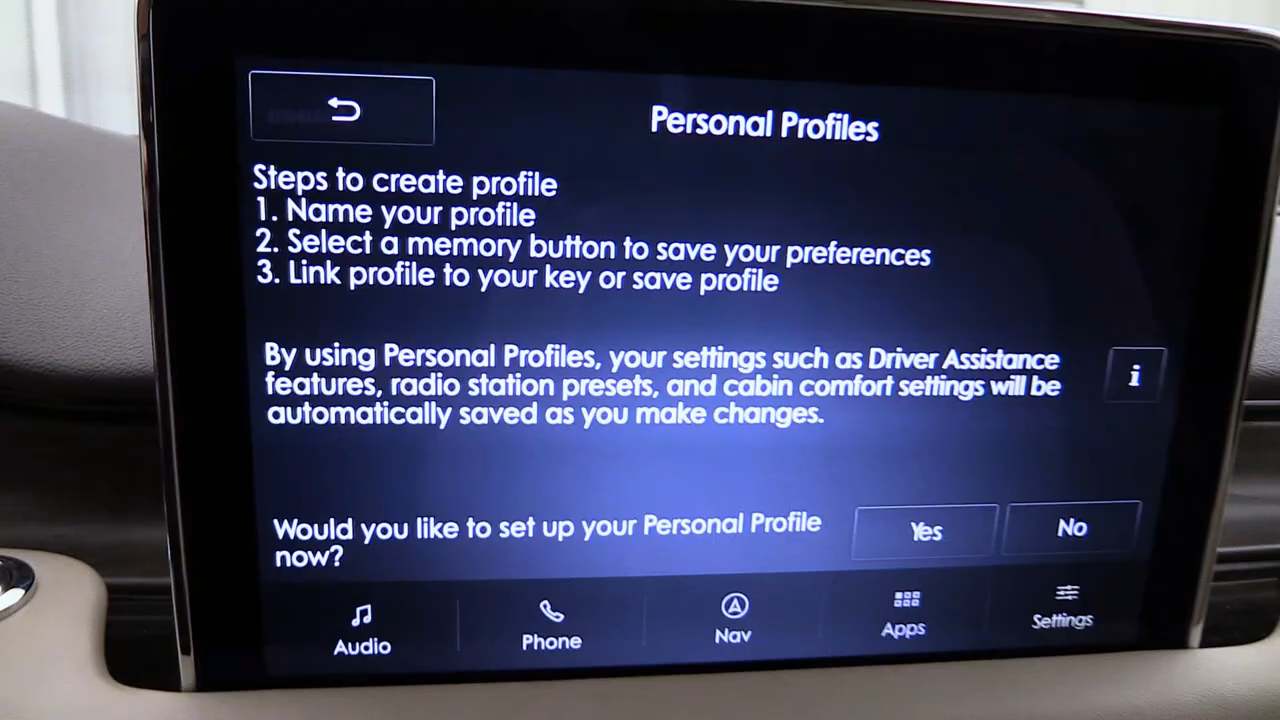 Personal Profiles
Steps to create profile
1. Name your profile
2. Select a memory button to save your preferences
3. Link profile to your key or save profile
By using Personal Profiles, your settings such as Driver Assistance
features, radio station presets, and cabin comfort settings will be
automatically saved as you make changes.
i
Would you like to set up your Personal Profile
now?
Yes
No
Audio
Phone
Nav
Apps
Settings